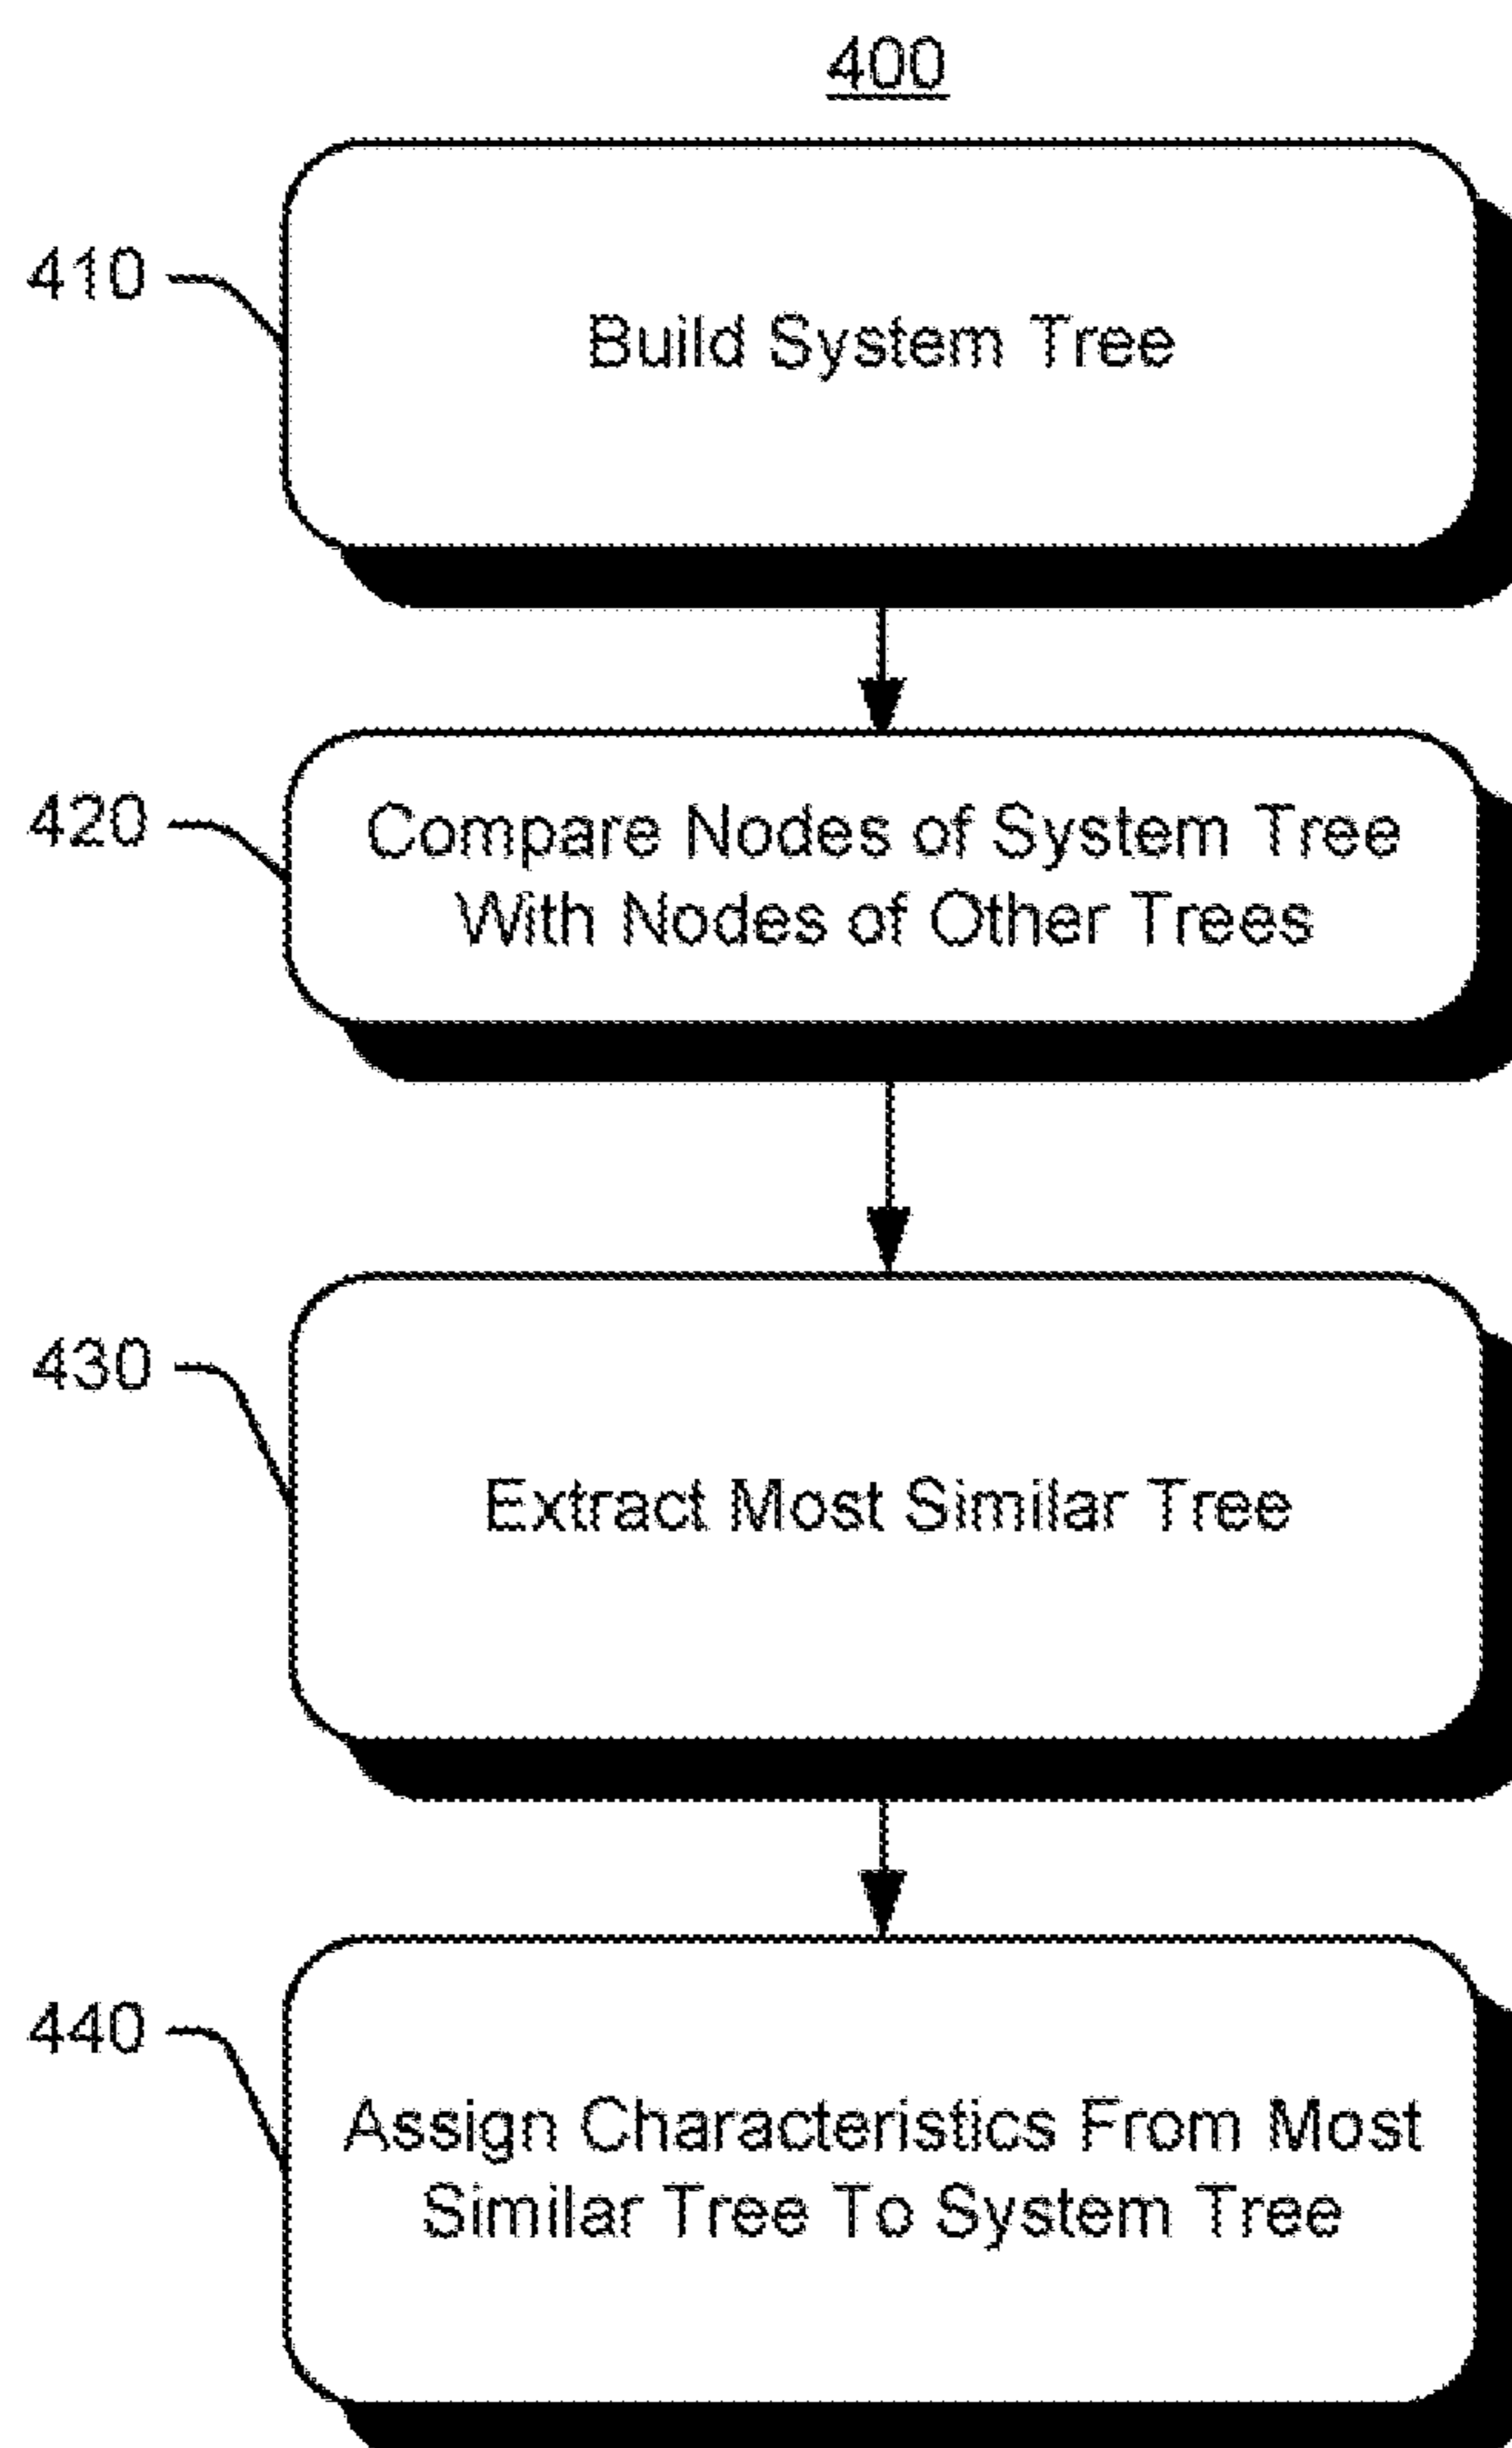 400
410
Build System Tree
420
Compare Nodes of System Tree
With Nodes of Other Trees
430
Extract Most Similar Tree
440
Assign Characteristics From Most
Similar Tree To System Tree